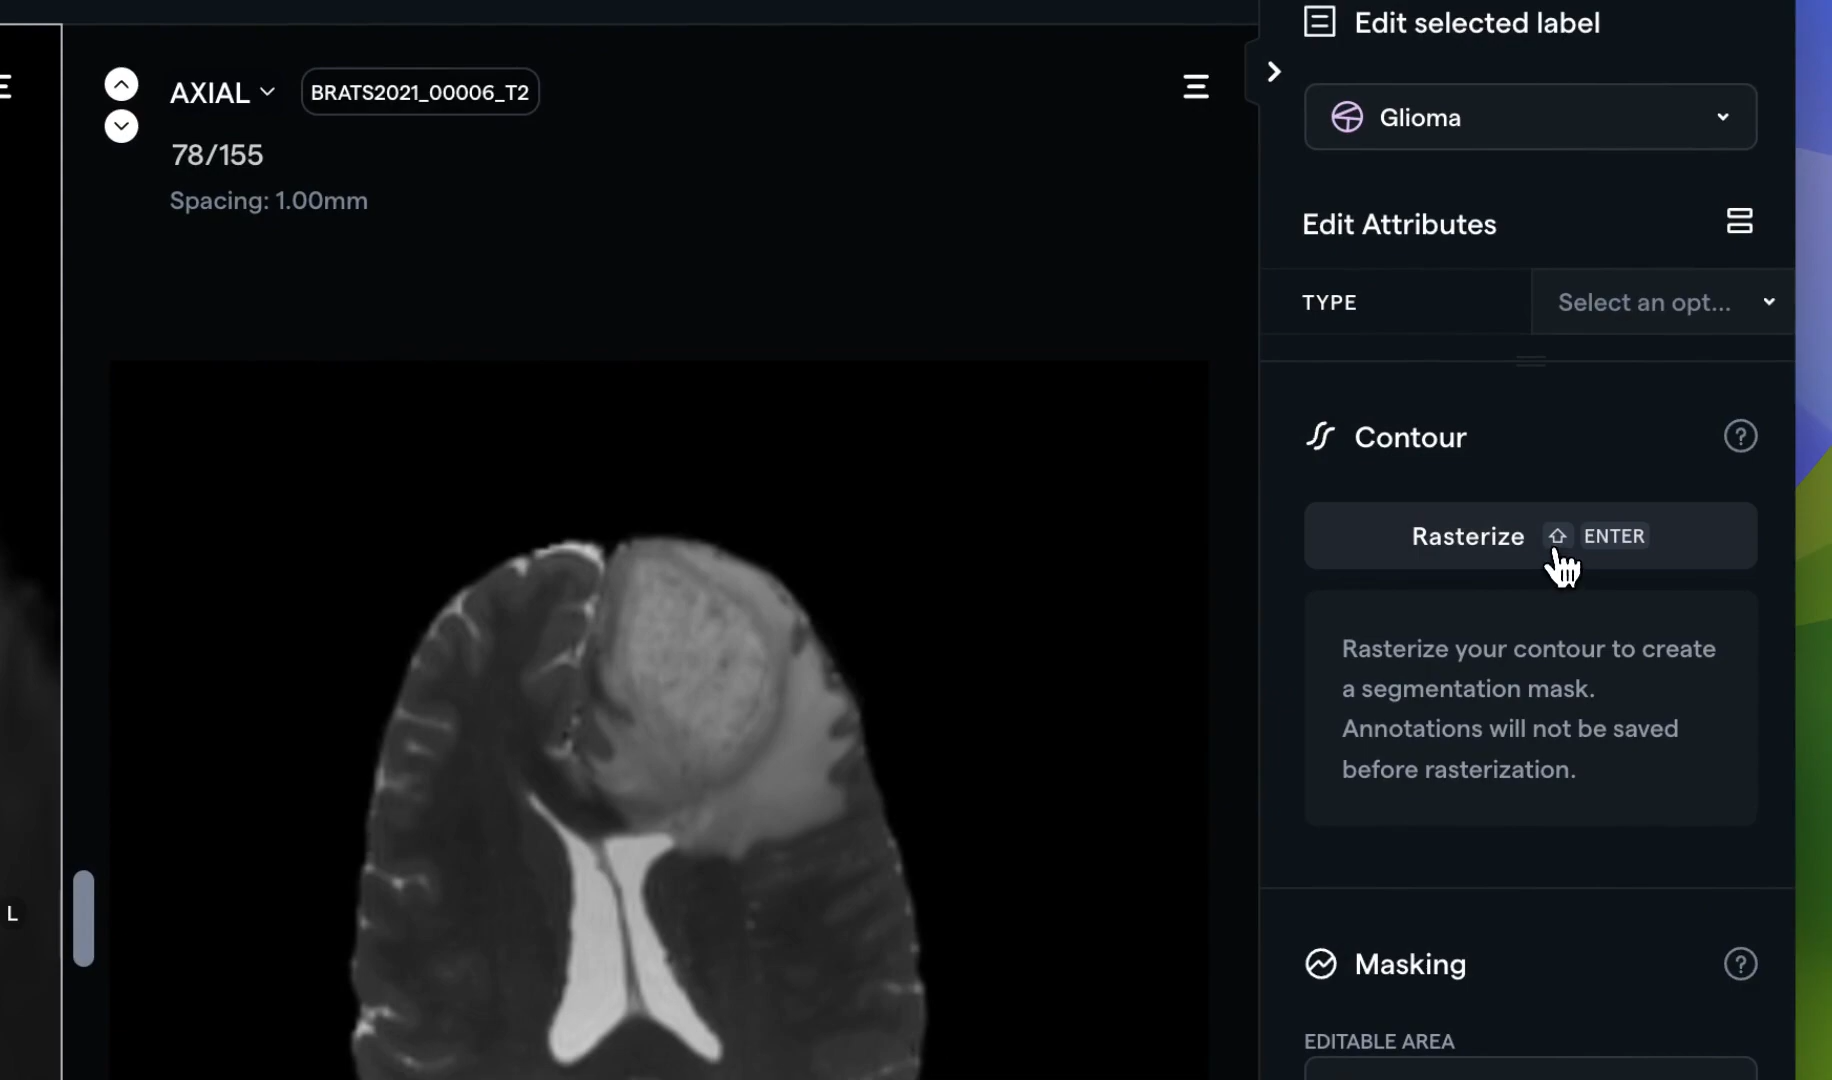 AXIAL
BRATS2021_00006_T2
78/155
Spacing: 1.00mm
L
Edit selected label
Glioma
Edit Attributes
TYPE
Select an opt...
Contour
?
Rasterize ENTER
Rasterize your contour to create
a segmentation mask.
Annotations will not be saved
before rasterization.
Masking
?
EDITABLE AREA